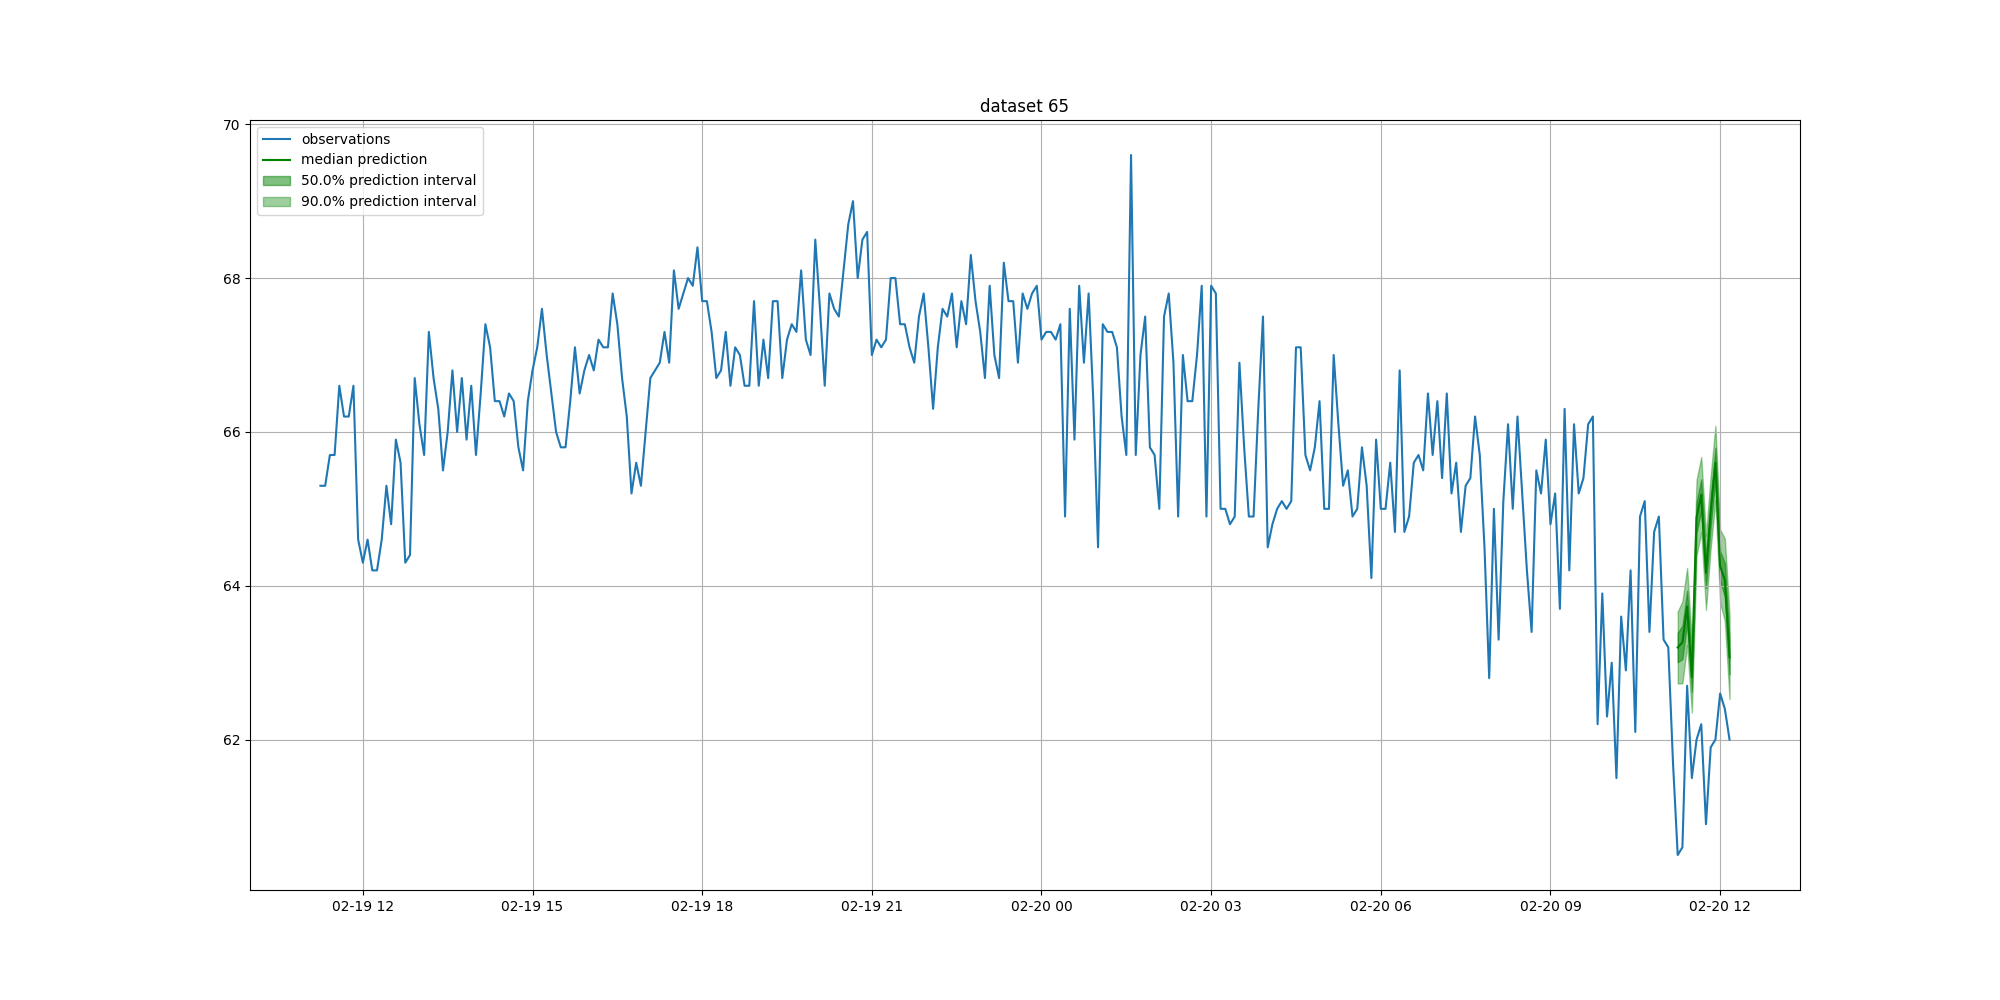 dataset 65
70
68
66
64
62
observations
median prediction
50.0% prediction interval
90.0% prediction interval
02-19 12
02-19 15
02-19 18
02-19 21
02-20 00
02-20 03
02-20 06
02-20 09
02-20 12